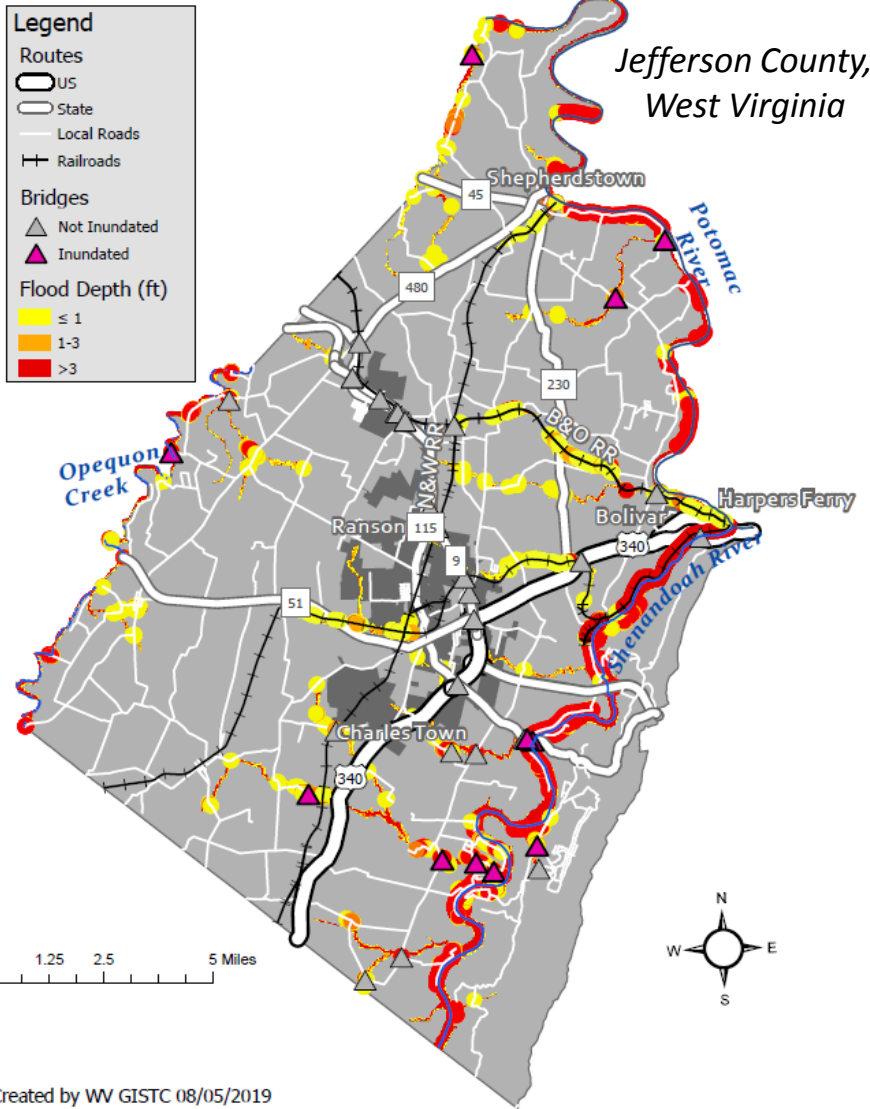 Legend
Routes
US
State
Local Roads
Railroads
Bridges
Not Inundated
Inundated
Flood Depth (ft)
≤ 1
1-3
>3
Jefferson County,
West Virginia
Shepherdstown
45
Potomac
River
480
230
B&O RR
N&W RR
Opequon
Creek
Harpers Ferry
Bolivar
Ranson
115
340
9
Shenandoah River
51
Charles Town
340
N
W
E
S
1.25 2.5 5 Miles
Created by WV GISTC 08/05/2019